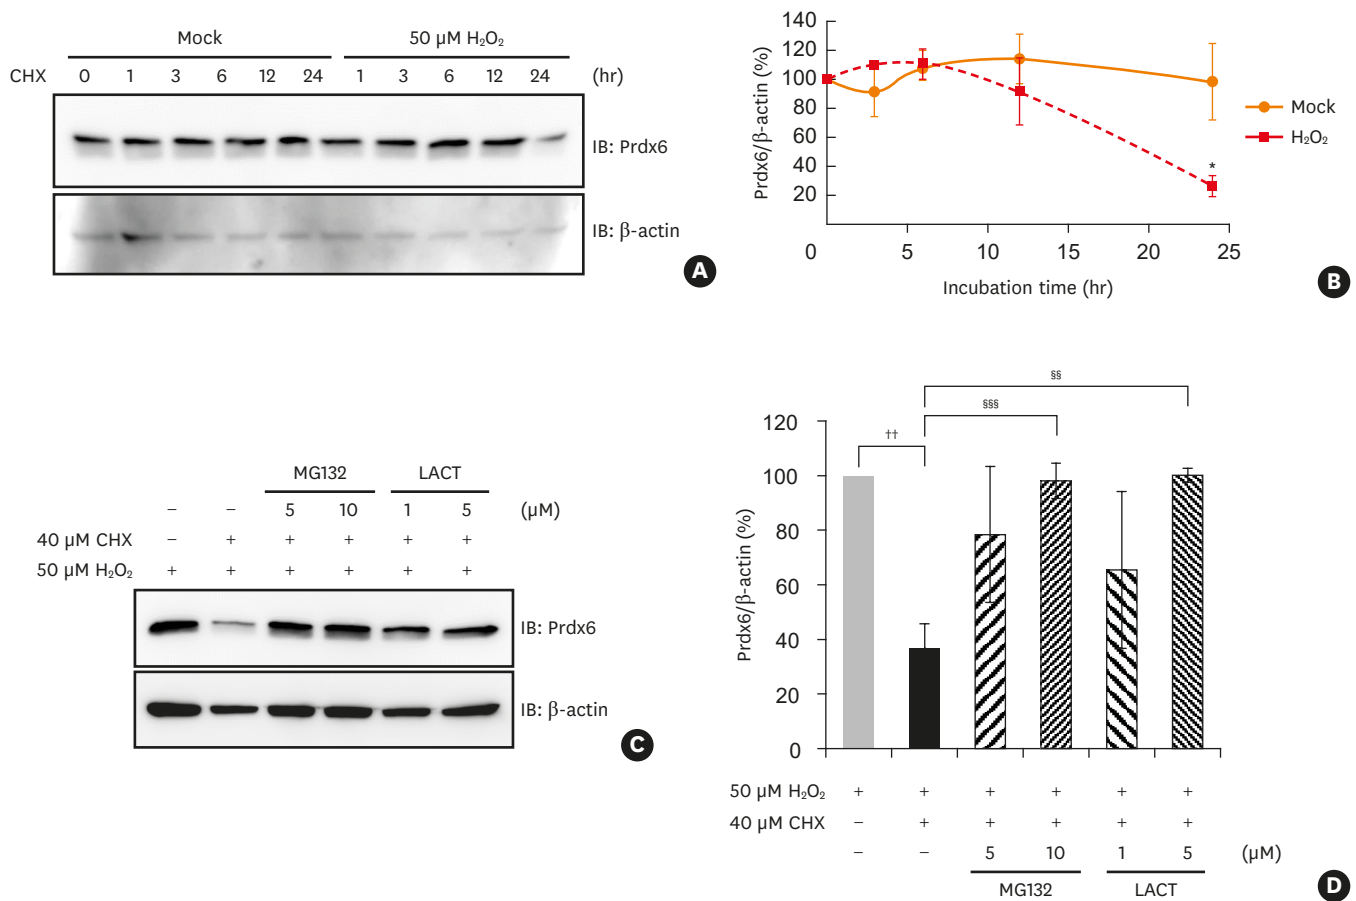 Mock 50 µM H₂O₂
CHX 0 1 3 6 12 24 1 3 6 12 24 (hr)
IB: Prdx6
IB: β-actin
A
140
120
100
80
60
40
20
Prdx6/β-actin (%)
0 5 10 15 20 25
Incubation time (hr)
*
Mock
H₂O₂
B
MG132 LACT
– – 5 10 1 5 (µM)
40 µM CHX – + + + + +
50 µM H₂O₂ + + + + + +
IB: Prdx6
IB: β-actin
C
§§
§§§
††
120
100
80
60
40
20
0
Prdx6/β-actin (%)
50 µM H₂O₂ + + + + + +
40 µM CHX – + + + + +
– – 5 10 1 5 (µM)
MG132 LACT
D